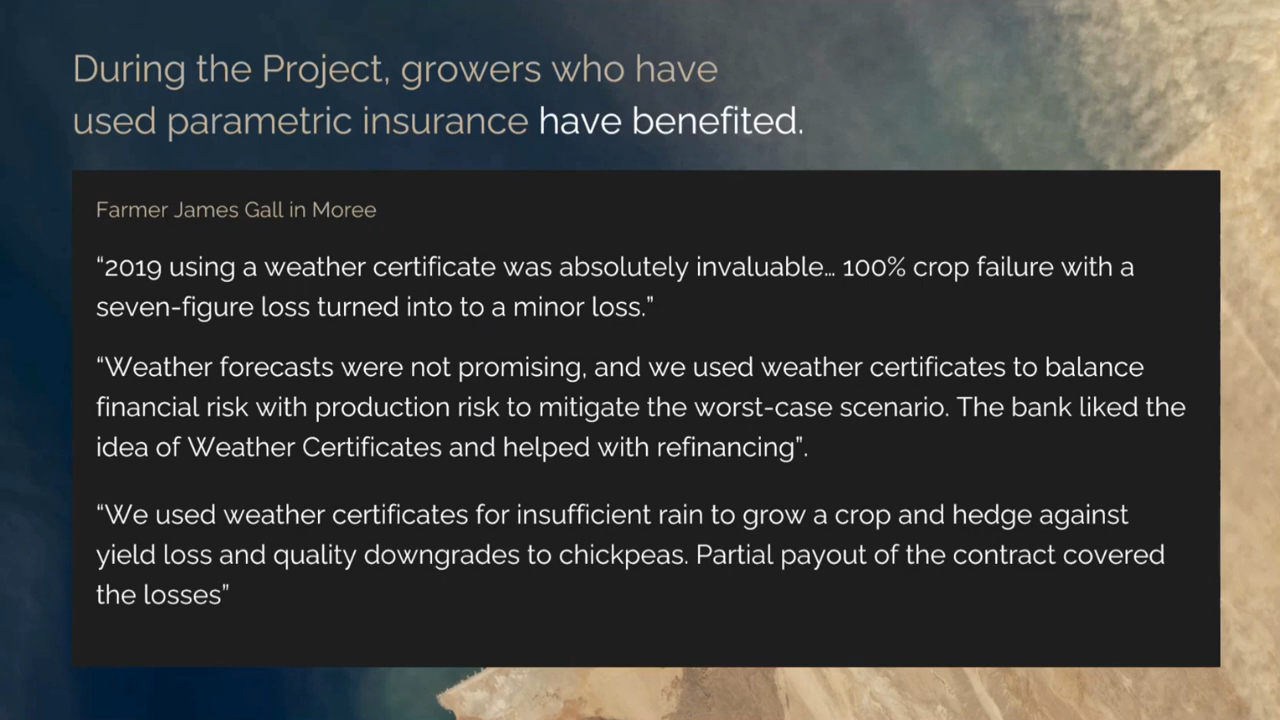 During the Project, growers who have
used parametric insurance have benefited.
Farmer James Gall in Moree
“2019 using a weather certificate was absolutely invaluable… 100% crop failure with a
seven-figure loss turned into to a minor loss.”
“Weather forecasts were not promising, and we used weather certificates to balance
financial risk with production risk to mitigate the worst-case scenario. The bank liked the
idea of Weather Certificates and helped with refinancing”.
“We used weather certificates for insufficient rain to grow a crop and hedge against
yield loss and quality downgrades to chickpeas. Partial payout of the contract covered
the losses”